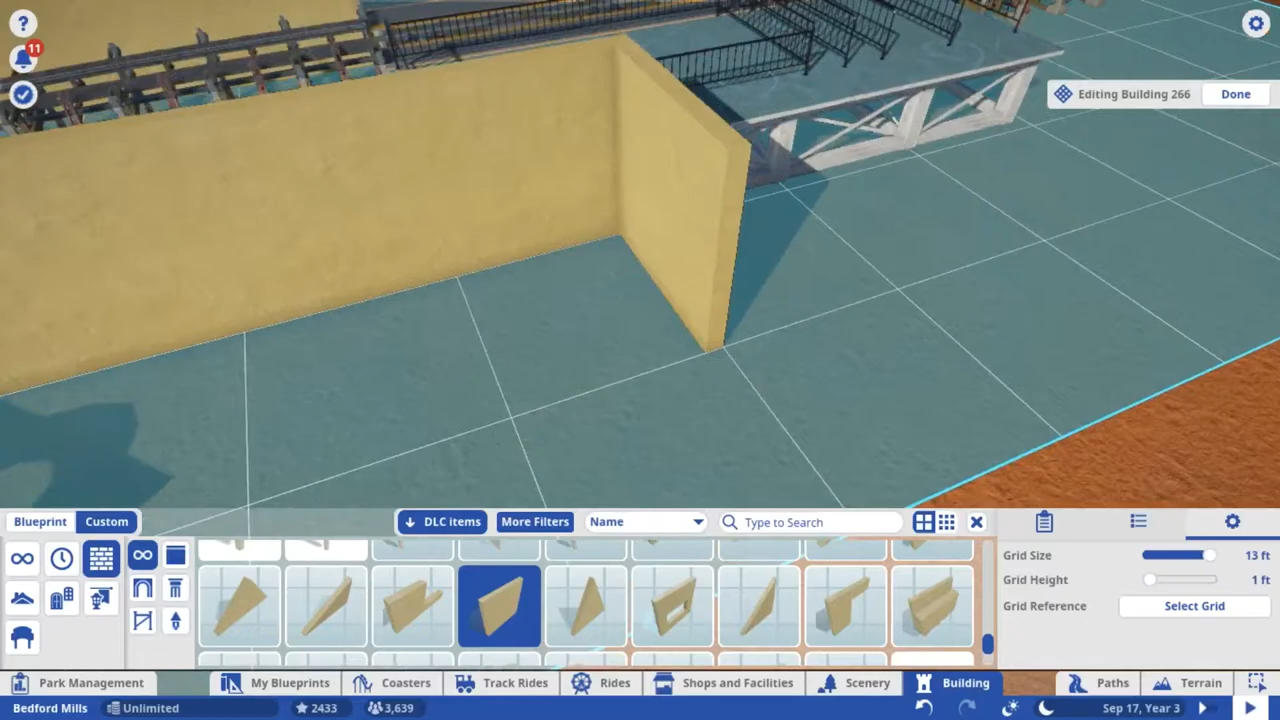 ?
11
Editing Building 266 Done
Blueprint Custom
DLC items More Filters Name Type to Search
Grid Size 13 ft
Grid Height 1 ft
Grid Reference Select Grid
Park Management My Blueprints Coasters Track Rides Rides Shops and Facilities Scenery Building Paths Terrain
Bedford Mills Unlimited 2433 3,639 Sep 17, Year 3